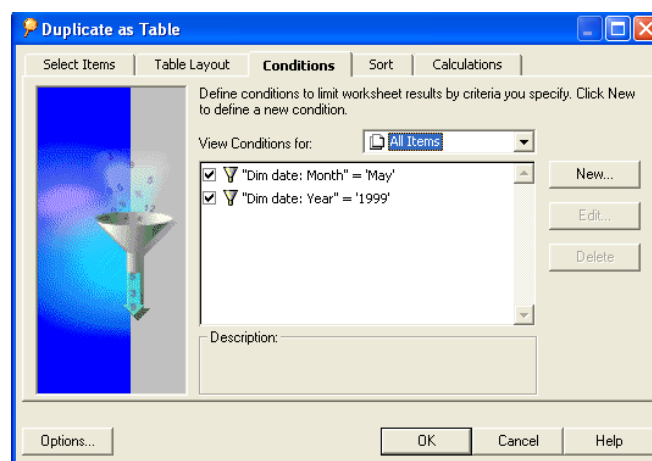 Duplicate as Table
Select Items
Table Layout
Conditions
Sort
Calculations
Define conditions to limit worksheet results by criteria you specify. Click New
to define a new condition.
View Conditions for:
All Items
"Dim date: Month" = 'May'
"Dim date: Year" = '1999'
New...
Edit...
Delete
Description:
Options...
OK
Cancel
Help